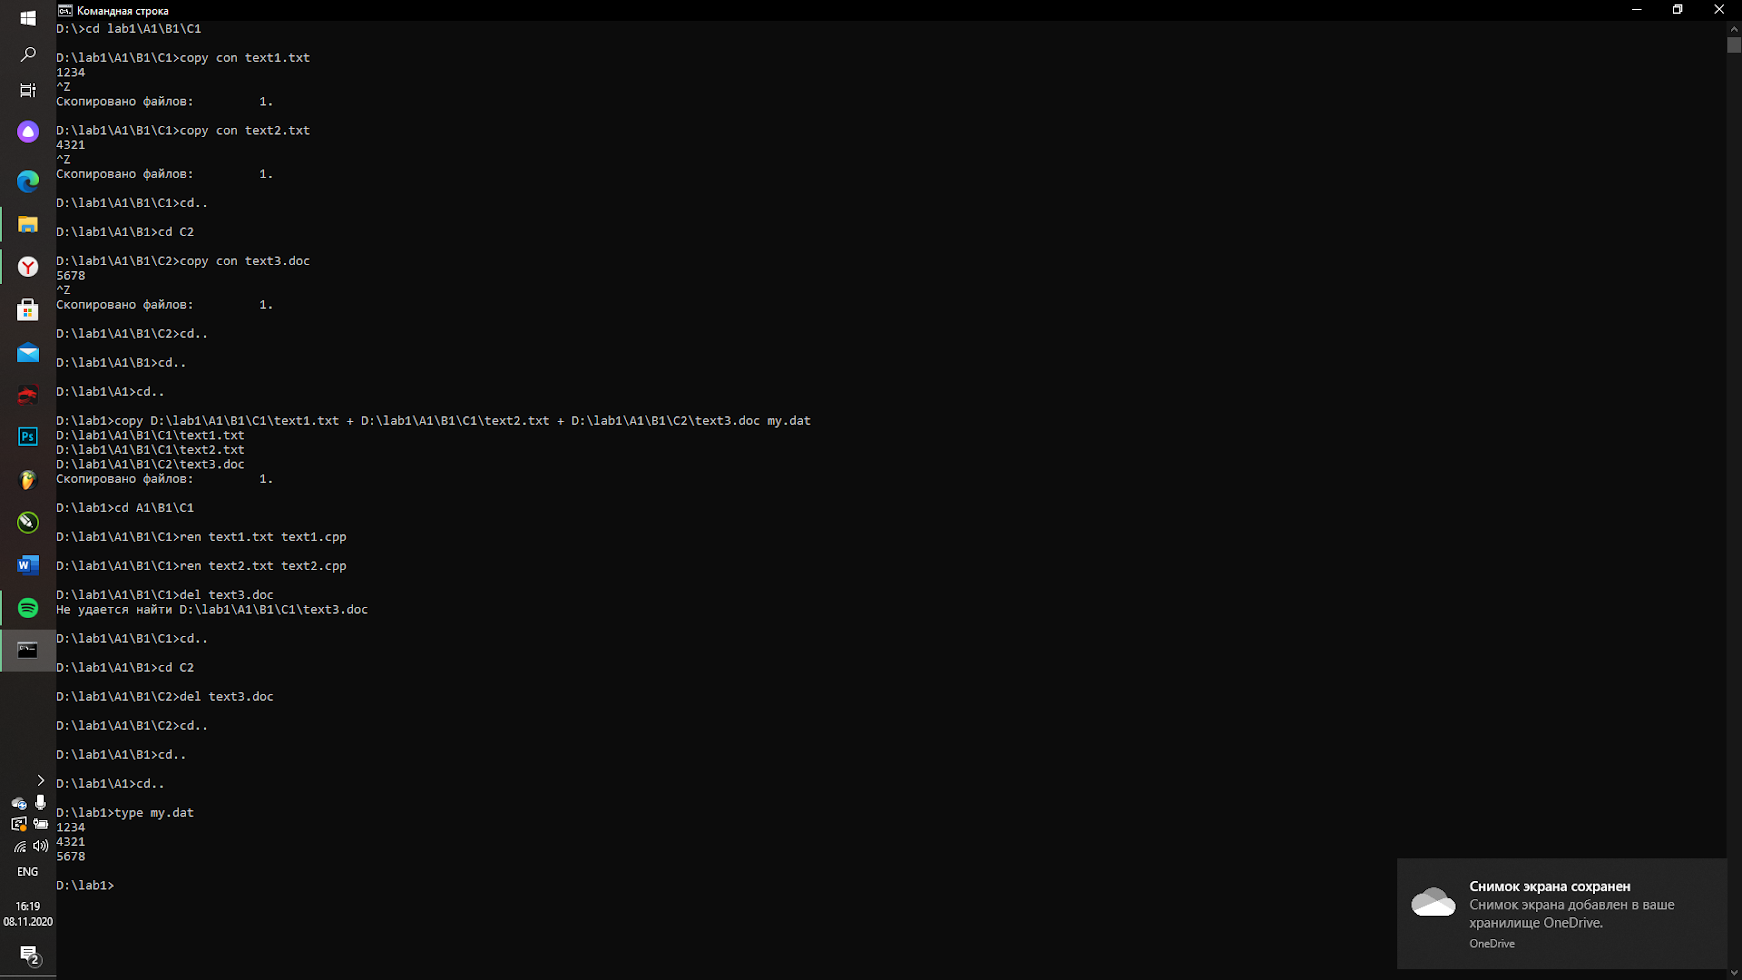 Командная строка
D:\>cd lab1\A1\B1\C1
D:\lab1\A1\B1\C1>copy con text1.txt
1234
^Z
Скопировано файлов:         1.
D:\lab1\A1\B1\C1>copy con text2.txt
4321
^Z
Скопировано файлов:         1.
D:\lab1\A1\B1\C1>cd..
D:\lab1\A1\B1>cd C2
D:\lab1\A1\B1\C2>copy con text3.doc
5678
^Z
Скопировано файлов:         1.
D:\lab1\A1\B1\C2>cd..
D:\lab1\A1\B1>cd..
D:\lab1\A1>cd..
D:\lab1>copy D:\lab1\A1\B1\C1\text1.txt + D:\lab1\A1\B1\C1\text2.txt + D:\lab1\A1\B1\C2\text3.doc my.dat
D:\lab1\A1\B1\C1\text1.txt
D:\lab1\A1\B1\C1\text2.txt
D:\lab1\A1\B1\C2\text3.doc
Скопировано файлов:         1.
D:\lab1>cd A1\B1\C1
D:\lab1\A1\B1\C1>ren text1.txt text1.cpp
D:\lab1\A1\B1\C1>ren text2.txt text2.cpp
D:\lab1\A1\B1\C1>del text3.doc
Не удается найти D:\lab1\A1\B1\C1\text3.doc
D:\lab1\A1\B1\C1>cd..
D:\lab1\A1\B1>cd C2
D:\lab1\A1\B1\C2>del text3.doc
D:\lab1\A1\B1\C2>cd..
D:\lab1\A1\B1>cd..
D:\lab1\A1>cd..
D:\lab1>type my.dat
1234
4321
5678
D:\lab1>
Ps
ENG
16:19
08.11.2020
2
Снимок экрана сохранен
Снимок экрана добавлен в ваше
хранилище OneDrive.
OneDrive